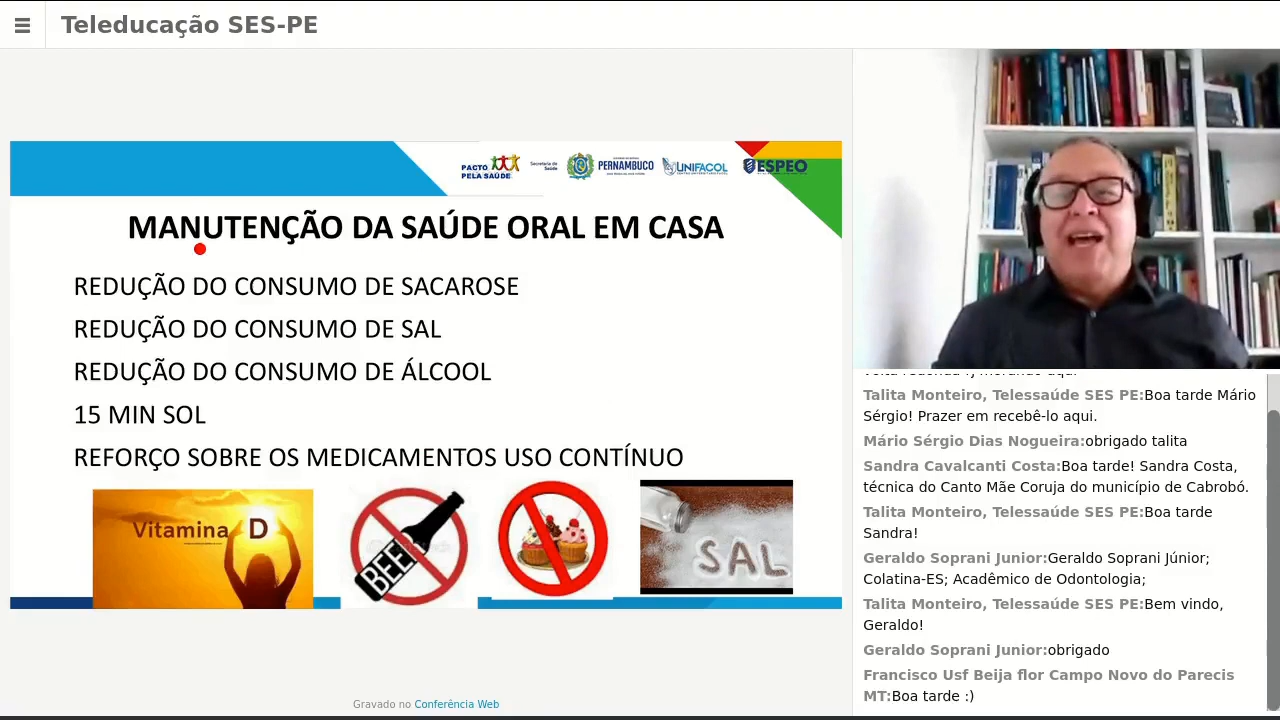 Teleducação SES-PE
PACTO
PELA SAÚDE
Secretaria de
Saúde
PERNAMBUCO
UNIFACOL
ESPEO
MANUTENÇÃO DA SAÚDE ORAL EM CASA
REDUÇÃO DO CONSUMO DE SACAROSE
REDUÇÃO DO CONSUMO DE SAL
REDUÇÃO DO CONSUMO DE ÁLCOOL
15 MIN SOL
REFORÇO SOBRE OS MEDICAMENTOS USO CONTÍNUO
Vitamina D
BEER
SAL
Gravado no Conferência Web
Talita Monteiro, Telessaúde SES PE:Boa tarde Mário
Sérgio! Prazer em recebê-lo aqui.
Mário Sérgio Dias Nogueira:obrigado talita
Sandra Cavalcanti Costa:Boa tarde! Sandra Costa,
técnica do Canto Mãe Coruja do município de Cabrobó.
Talita Monteiro, Telessaúde SES PE:Boa tarde
Sandra!
Geraldo Soprani Junior:Geraldo Soprani Júnior;
Colatina-ES; Acadêmico de Odontologia;
Talita Monteiro, Telessaúde SES PE:Bem vindo,
Geraldo!
Geraldo Soprani Junior:obrigado
Francisco Usf Beija flor Campo Novo do Parecis
MT:Boa tarde :)